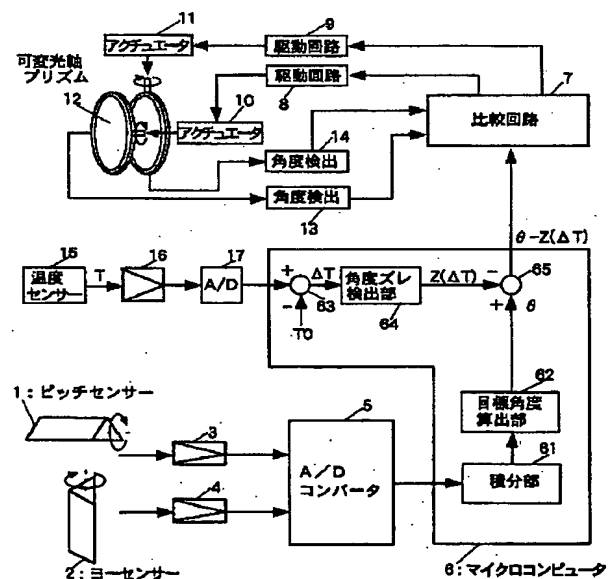 11
アクチュエータ
9
駆動回路
可変光軸
プリズム
12
駆動回路
8
7
比較回路
10
アクチュエータ
14
角度検出
角度検出
13
θ-Z(ΔT)
15
温度
センサー
T
16
17
A/D
+
-
63
T0
ΔT
角度ズレ
検出部
64
Z(ΔT)
-
65
+
θ
1:ピッチセンサー
3
5
A/D
コンバータ
62
目標角度
算出部
61
積分部
4
2:ヨーセンサー
6:マイクロコンピュータ